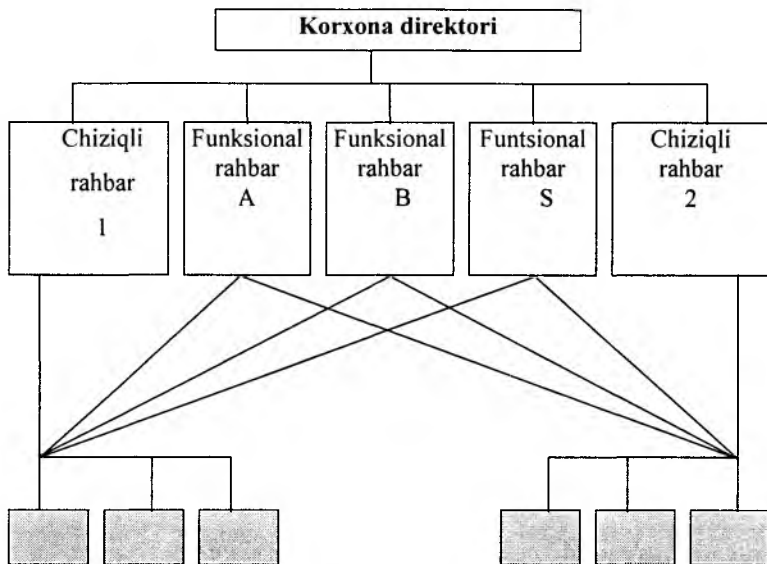 Korxona direktori
Chiziqli
rahbar
1
Funksional
rahbar
A
Funksional
rahbar
B
Funtsional
rahbar
S
Chiziqli
rahbar
2